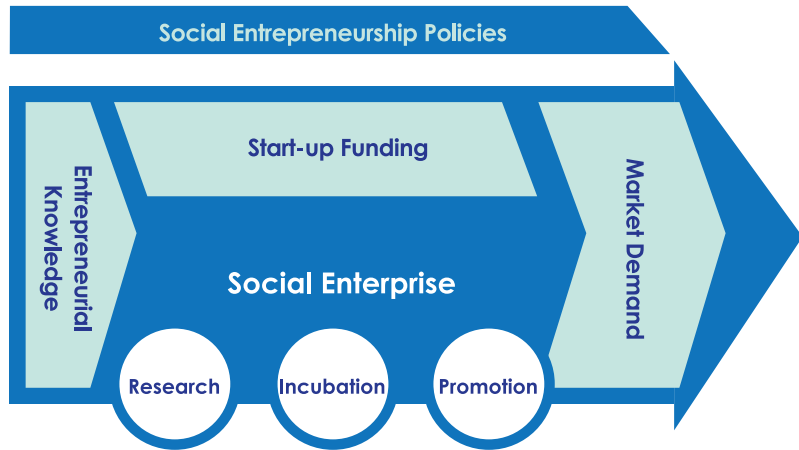 Social Entrepreneurship Policies
Start-up Funding
Entrepreneurial
Knowledge
Market Demand
Social Enterprise
Research
Incubation
Promotion